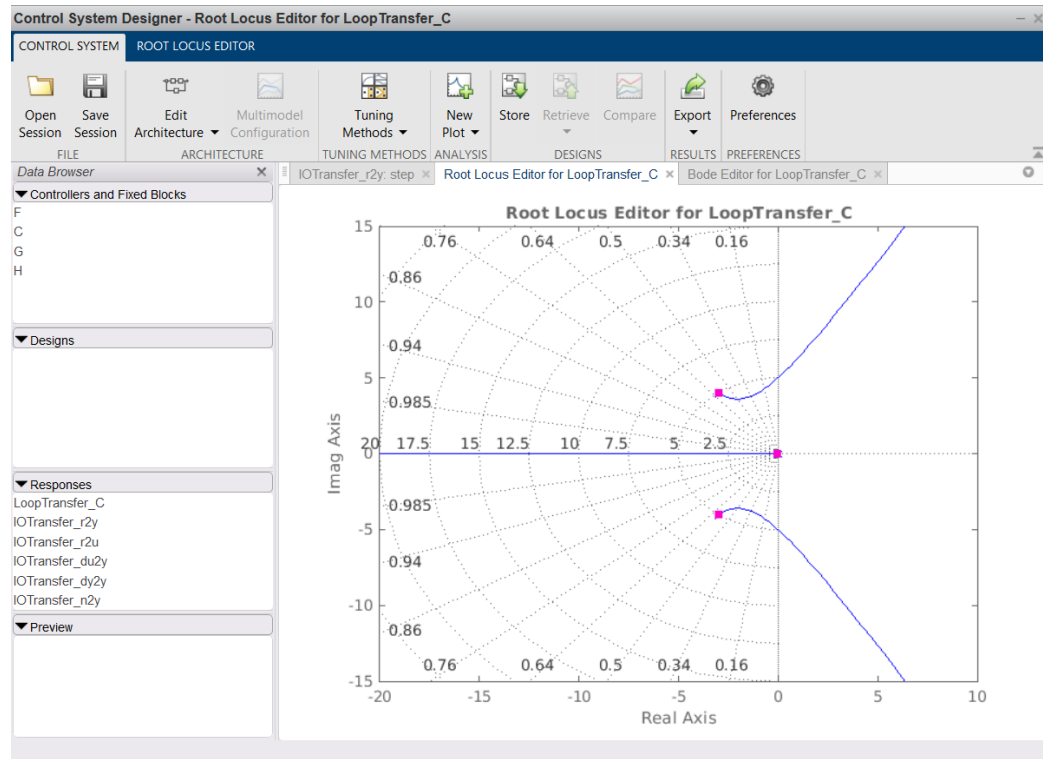 Control System Designer - Root Locus Editor for LoopTransfer_C
CONTROL SYSTEM ROOT LOCUS EDITOR
Open Session
Save Session
Edit Architecture
Multimodel Configuration
Tuning Methods
New Plot
Store
Retrieve
Compare
Export
Preferences
FILE ARCHITECTURE TUNING METHODS ANALYSIS DESIGNS RESULTS PREFERENCES
Data Browser
Controllers and Fixed Blocks
F
C
G
H
Designs
Responses
LoopTransfer_C
IOTransfer_r2y
IOTransfer_r2u
IOTransfer_du2y
IOTransfer_dy2y
IOTransfer_n2y
Preview
IOTransfer_r2y: step Root Locus Editor for LoopTransfer_C Bode Editor for LoopTransfer_C
Root Locus Editor for LoopTransfer_C
15
0.76 0.64 0.5 0.34 0.16
0.86
10
0.94
5
0.985
20 17.5 15 12.5 10 7.5 5 2.5
0
0.985
-5
0.94
-10
0.86
0.76 0.64 0.5 0.34 0.16
-15
-20 -15 -10 -5 0 5 10
Imag Axis
Real Axis